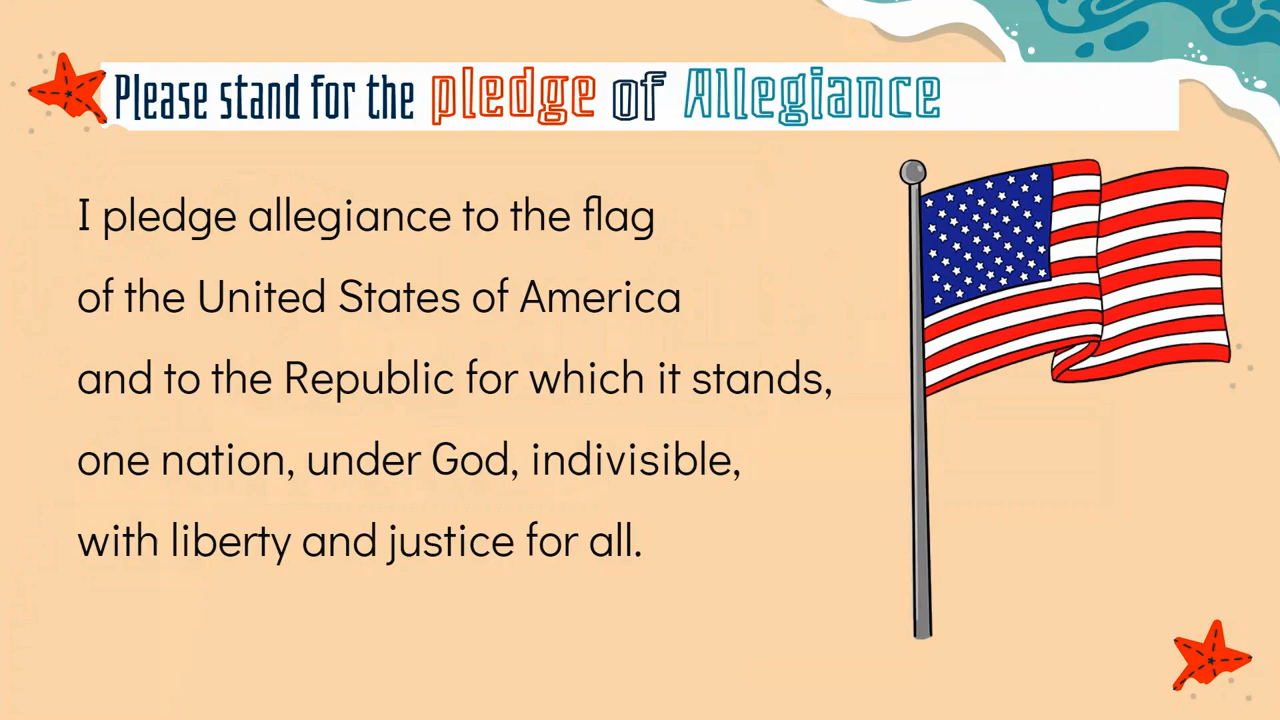 Please stand for the pledge of Allegiance
I pledge allegiance to the flag
of the United States of America
and to the Republic for which it stands,
one nation, under God, indivisible,
with liberty and justice for all.